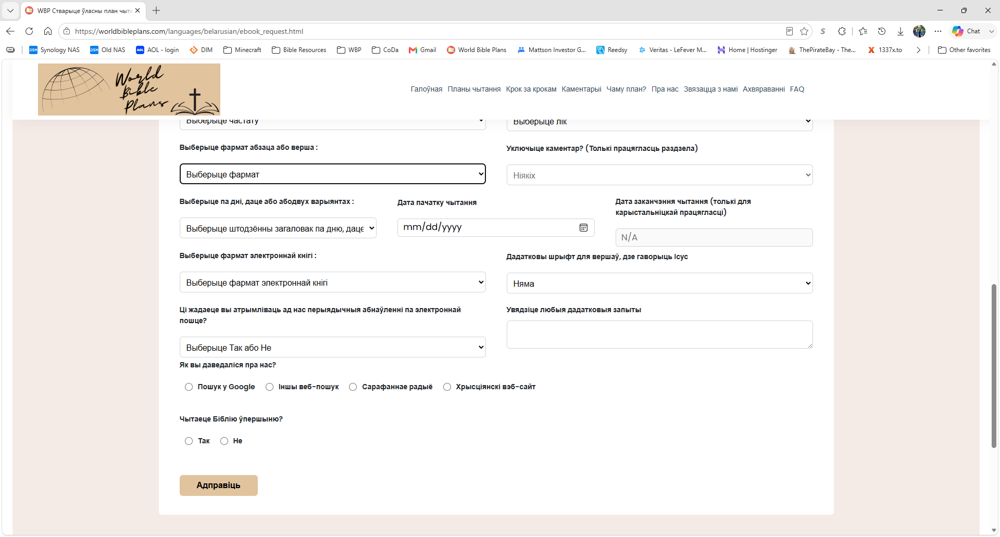 WBP Стварыце ўласны план чыта
https://worldbibleplans.com/languages/belarusian/ebook_request.html
Chat
Synology NAS
Old NAS
AOL - login
DIM
Minecraft
Bible Resources
WBP
CoDa
Gmail
World Bible Plans
Mattson Investor G...
Reedsy
Veritas - LeFever M...
Home | Hostinger
ThePirateBay - The...
1337x.to
Other favorites
World
Bible
Plans
Галоўная Планы чытання Крок за крокам Каментарыі Чаму план? Пра нас Звязацца з намі Ахвяраванні FAQ
Выберыце частату
Выберыце лік
Выберыце фармат абзаца або верша :
Уключыце каментар? (Толькі працягласць раздзела)
Выберыце фармат
Ніякіх
Выберыце па дні, даце або абодвух варыянтах :
Дата пачатку чытання
Дата заканчэння чытання (толькі для
карыстальніцкай працягласці)
Выберыце штодзённы загаловак па дню, даце
mm/dd/yyyy
N/A
Выберыце фармат электроннай кнігі :
Дадатковы шрыфт для вершаў, дзе гаворыць Ісус
Выберыце фармат электроннай кнігі
Няма
Ці жадаеце вы атрымліваць ад нас перыядычныя абнаўленні па электроннай
пошце?
Увядзіце любыя дадатковыя запыты
Выберыце Так або Не
Як вы даведаліся пра нас?
Пошук у Google
Іншы веб-пошук
Сарафаннае радыё
Хрысціянскі вэб-сайт
Чытаеце Біблію ўпершыню?
Так
Не
Адправіць